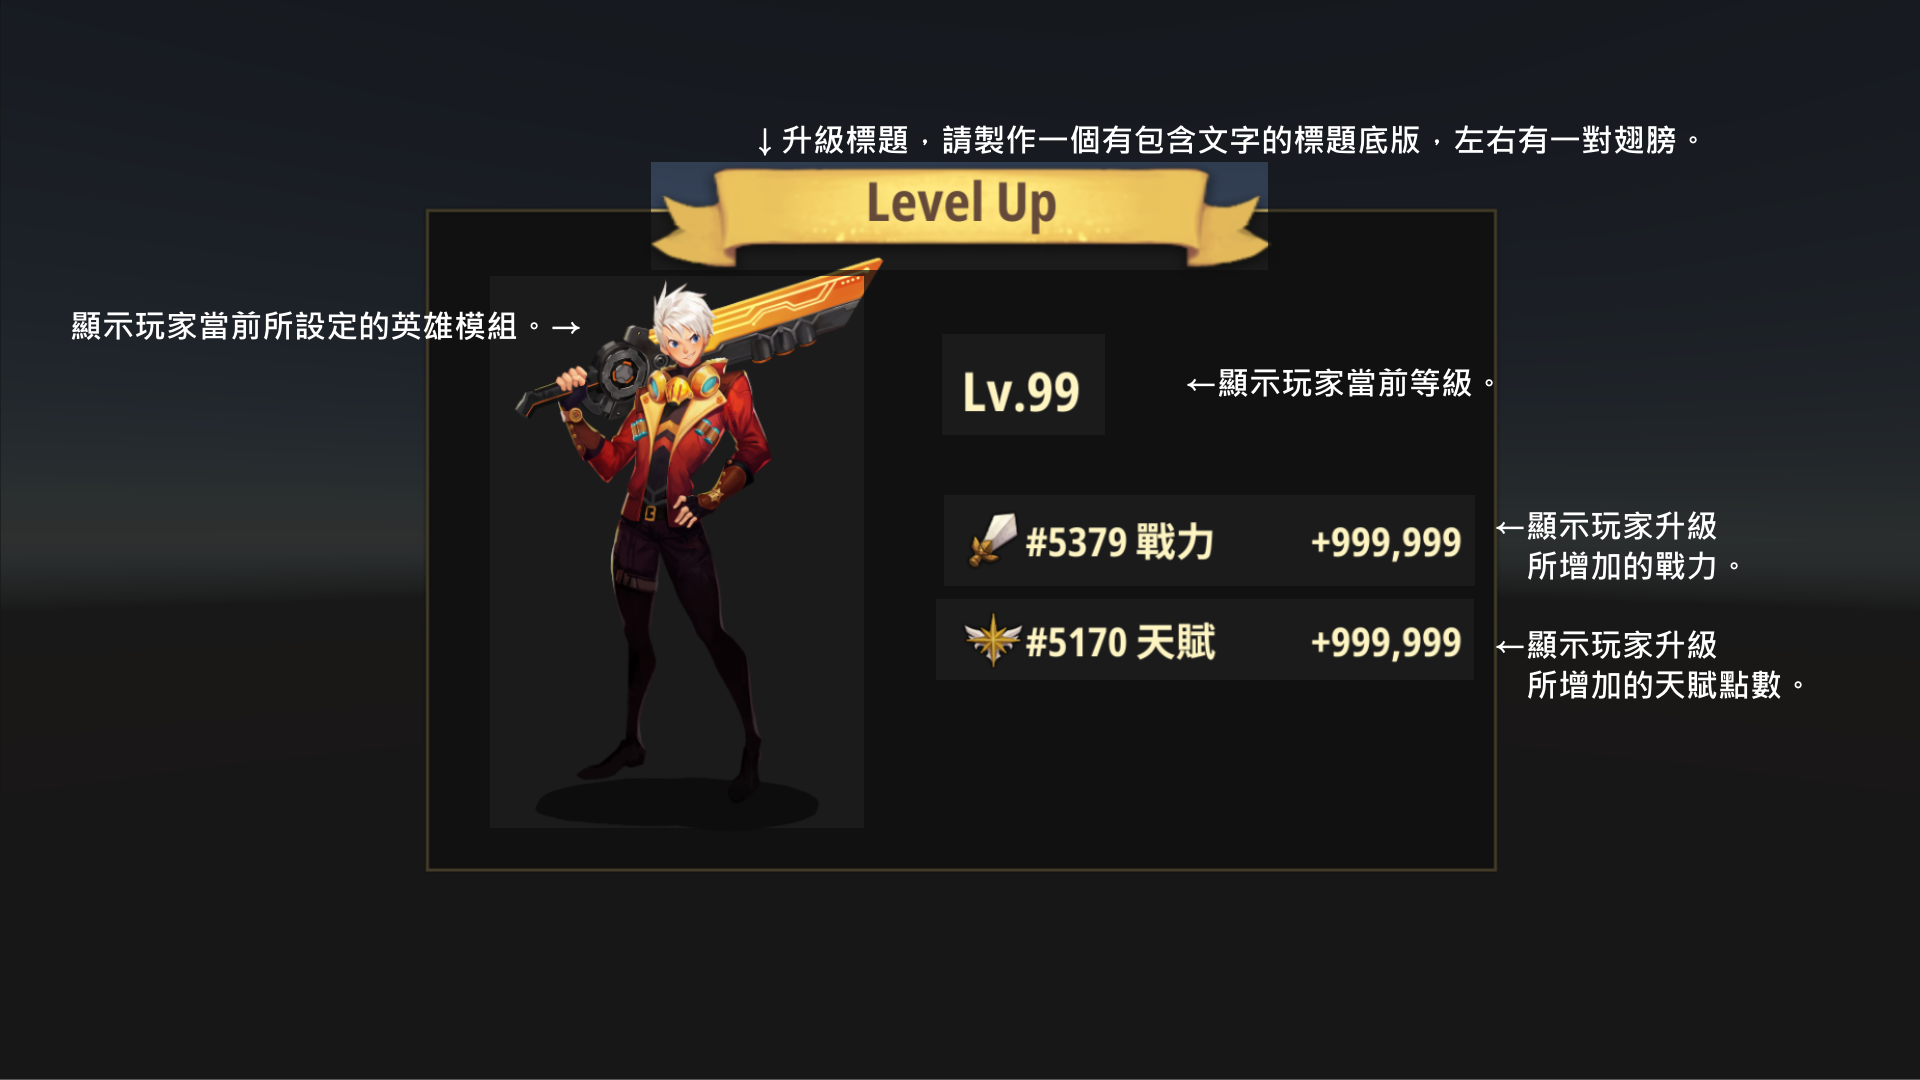 ↓升級標題，請製作一個有包含文字的標題底版，左右有一對翅膀。
Level Up
顯示玩家當前所設定的英雄模組。→
Lv.99
←顯示玩家當前等級。
#5379 戰力 +999,999
←顯示玩家升級
所增加的戰力。
#5170 天賦 +999,999
←顯示玩家升級
所增加的天賦點數。